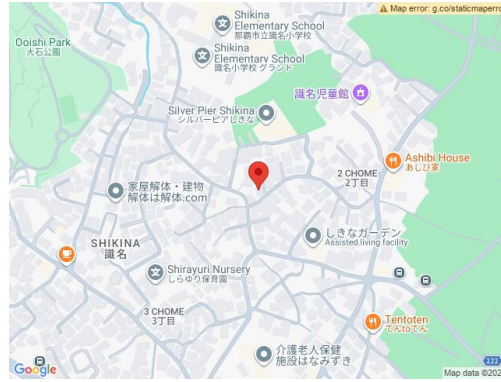 ⚠ Map error: g.co/staticmaperro
Shikina
Elementary School
那覇市立識名小学校
Ooishi Park
大石公園
Shikina
Elementary School
識名小学校 グランド
識名児童館
Silver Pier Shikina
シルバーピアしきな
Ashibi House
あしび家
2 CHOME
2丁目
家屋解体・建物
解体は解体.com
しきなガーデン
Assisted living facility
SHIKINA
識名
Shirayuri Nursery
しらゆり保育園
3 CHOME
3丁目
Tentoten
てんtoてん
介護老人保健
施設はなみずき
222
Google
Map data ©202